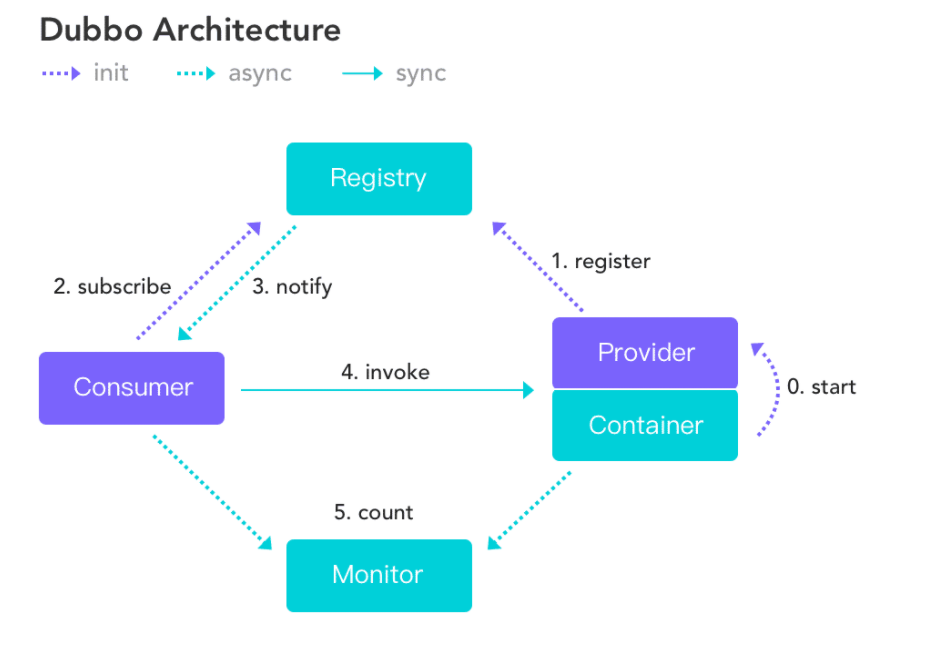 Dubbo Architecture
init async sync
Registry
1. register
2. subscribe
3. notify
Provider
4. invoke
Consumer
0. start
Container
5. count
Monitor